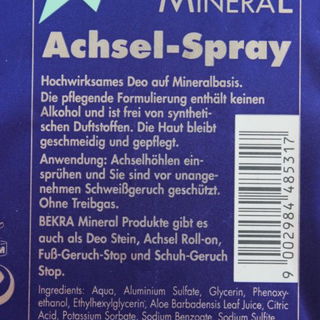 MINERAL
Achsel-Spray
Hochwirksames Deo auf Mineralbasis.
Die pflegende Formulierung enthält keinen
Alkohol und ist frei von syntheti-
schen Duftstoffen. Die Haut bleibt
geschmeidig und gepflegt.
Anwendung: Achselhöhlen ein-
sprühen und Sie sind vor unange-
nehmen Schweißgeruch geschützt.
Ohne Treibgas.
BEKRA Mineral Produkte gibt es
auch als Deo Stein, Achsel Roll-on,
Fuß-Geruch-Stop und Schuh-Geruch
Stop.
Ingredients: Aqua, Aluminium Sulfate, Glycerin, Phenoxy-
ethanol, Ethylhexylglycerin, Aloe Barbadensis Leaf Juice, Citric
Acid, Potassium Sorbate, Sodium Benzoate, Sodium Sulfite
9 002984 485317